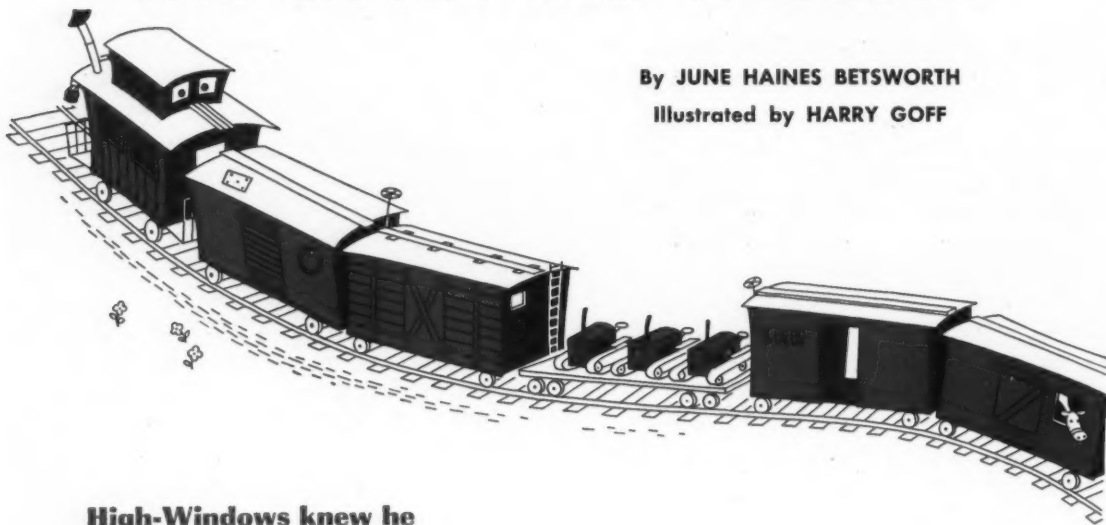 By JUNE HAINES BETSWORTH
Illustrated by HARRY GOFF
High-Windows knew he